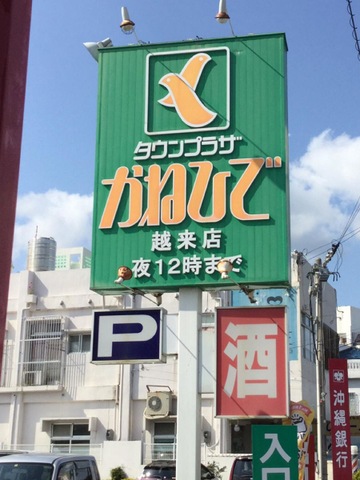 タウンプラザ
かねひで
越来店
夜12時まで
P
酒
入口
沖縄銀行